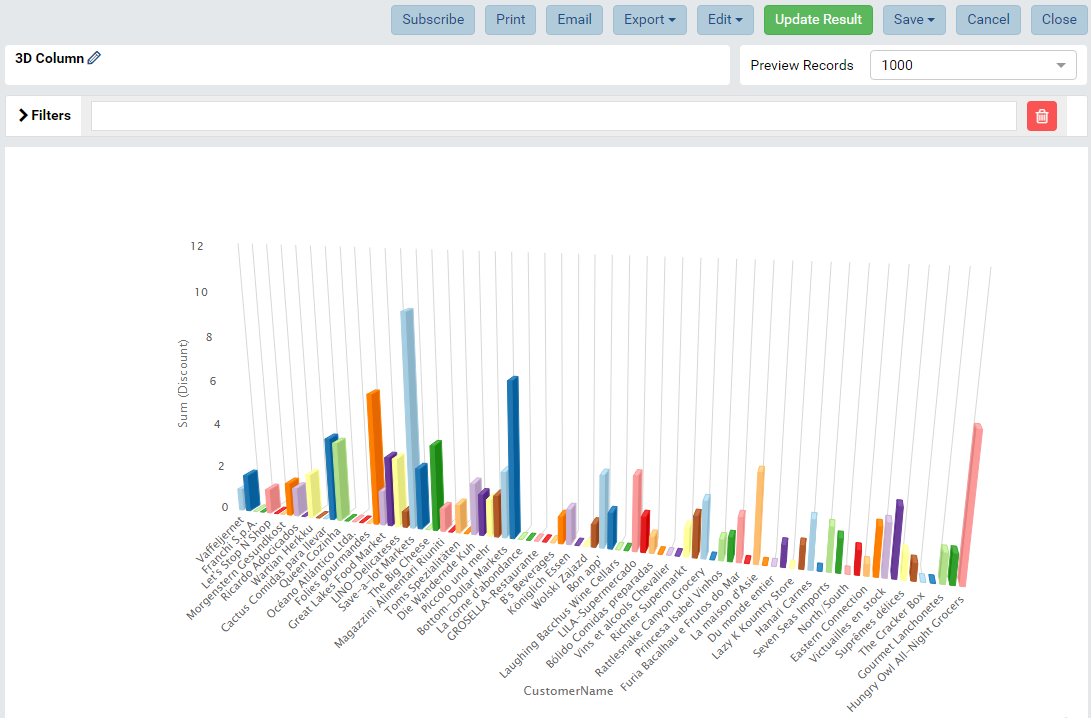 Subscribe Print Email Export Edit Update Result Save Cancel Close
3D Column
Preview Records 1000
Filters
12
10
8
6
4
2
0
Sum (Discount)
Vaffeljernet
Franchi S.p.A.
Let's Stop N Shop
Morgenstern Gesundkost
Ricardo Adocicados
Wartian Herkku
Cactus Comidas para llevar
Queen Cozinha
Océano Atlántico Ltda.
Folies gourmandes
Great Lakes Food Market
LINO-Delicateses
Save-a-lot Markets
The Big Cheese
Magazzini Alimentari Riuniti
Toms Spezialitäten
Die Wandernde Kuh
Piccolo und mehr
Bottom-Dollar Markets
La corne d'abondance
GROSELLA-Restaurante
B's Beverages
Königlich Essen
Wolski Zajazd
Bon app'
Laughing Bacchus Wine Cellars
LILA-Supermercado
Bólido Comidas preparadas
Vins et alcools Chevalier
Richter Supermarkt
Rattlesnake Canyon Grocery
Princesa Isabel Vinhos
Furia Bacalhau e Frutos do Mar
La maison d'Asie
Du monde entier
Lazy K Kountry Store
Hanari Carnes
Seven Seas Imports
North/South
Eastern Connection
Victuailles en stock
Suprêmes délices
The Cracker Box
Gourmet Lanchonetes
Hungry Owl All-Night Grocers
CustomerName